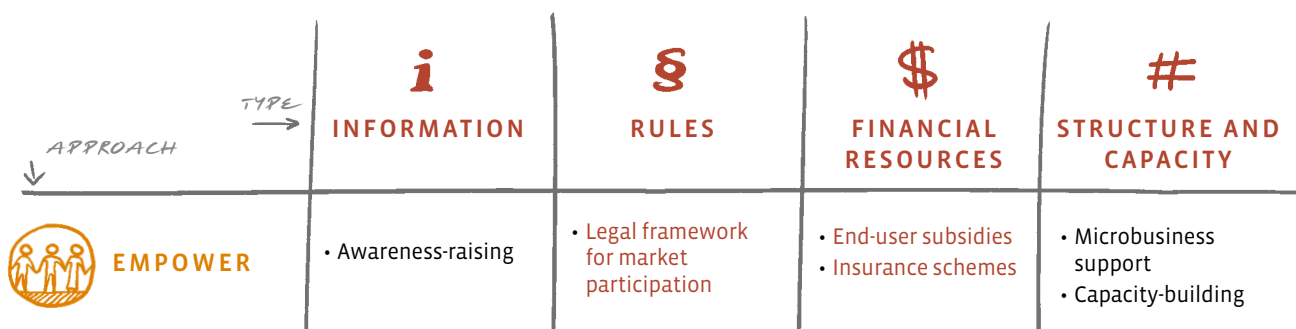 TYPE
APPROACH
i
INFORMATION
§
RULES
$
FINANCIAL
RESOURCES
#
STRUCTURE AND
CAPACITY
EMPOWER
• Awareness-raising
• Legal framework
for market
participation
• End-user subsidies
• Insurance schemes
• Microbusiness
support
• Capacity-building